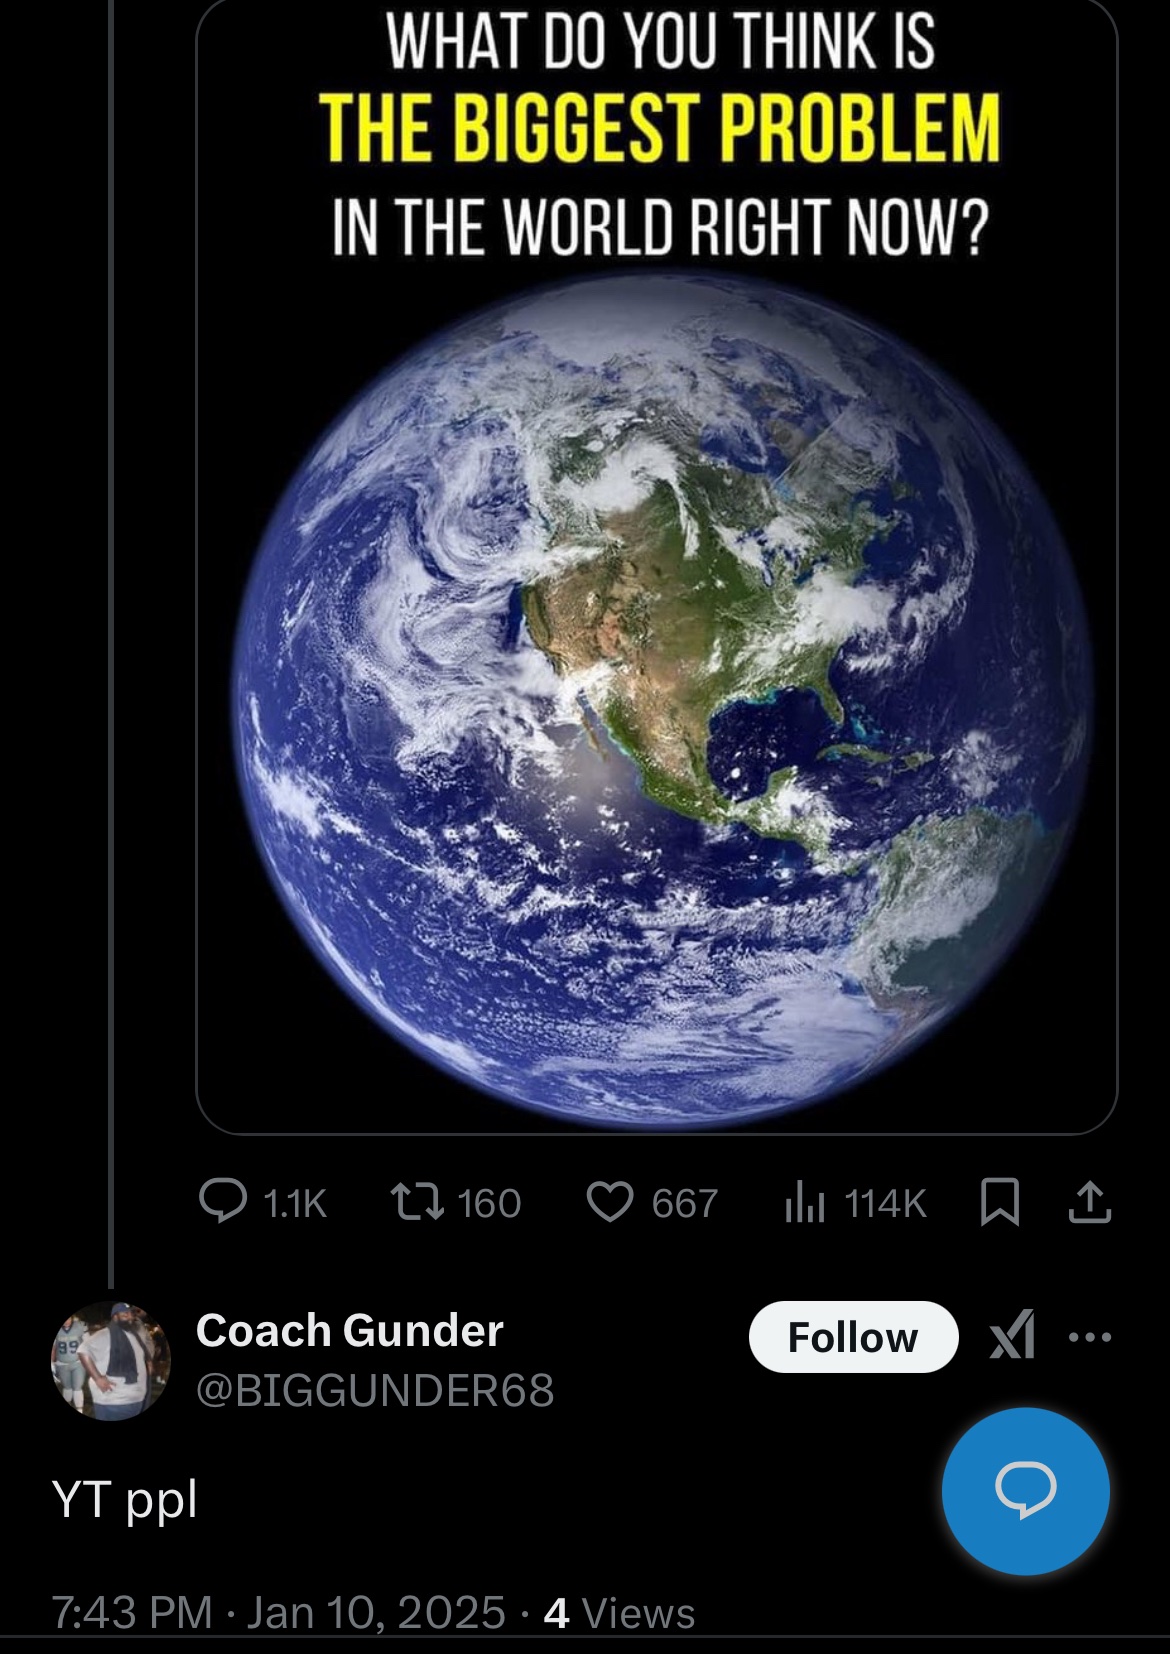 WHAT DO YOU THINK IS
THE BIGGEST PROBLEM
IN THE WORLD RIGHT NOW?
1.1K 160 667 114K
Coach Gunder
Follow
@BIGGUNDER68
YT ppl
7:43 PM · Jan 10, 2025 · 4 Views